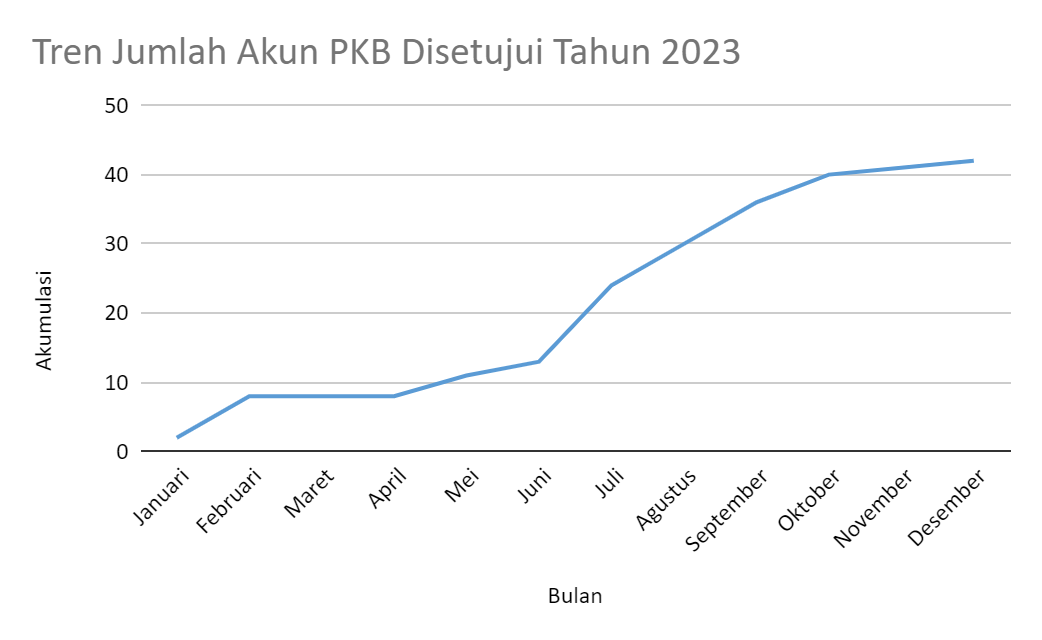 Tren Jumlah Akun PKB Disetujui Tahun 2023
50
40
30
20
10
0
Akumulasi
Januari
Februari
Maret
April
Mei
Juni
Juli
Agustus
September
Oktober
November
Desember
Bulan